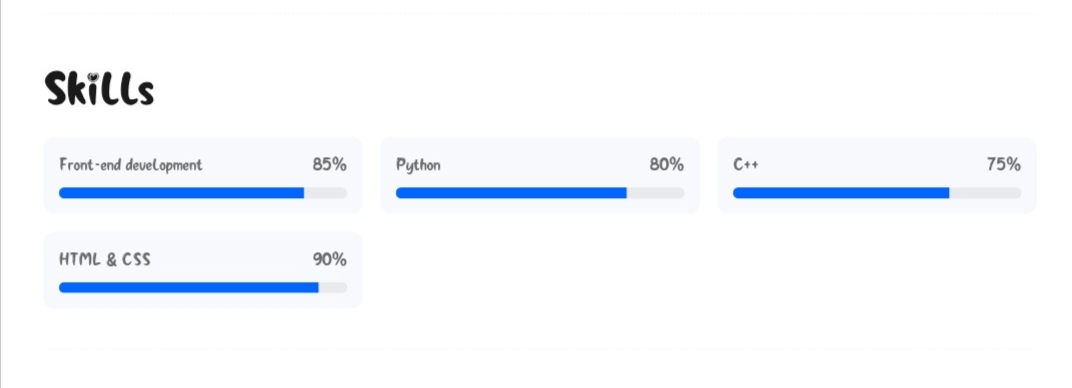 Skills
Front-end development 85%
Python 80%
C++ 75%
HTML & CSS 90%